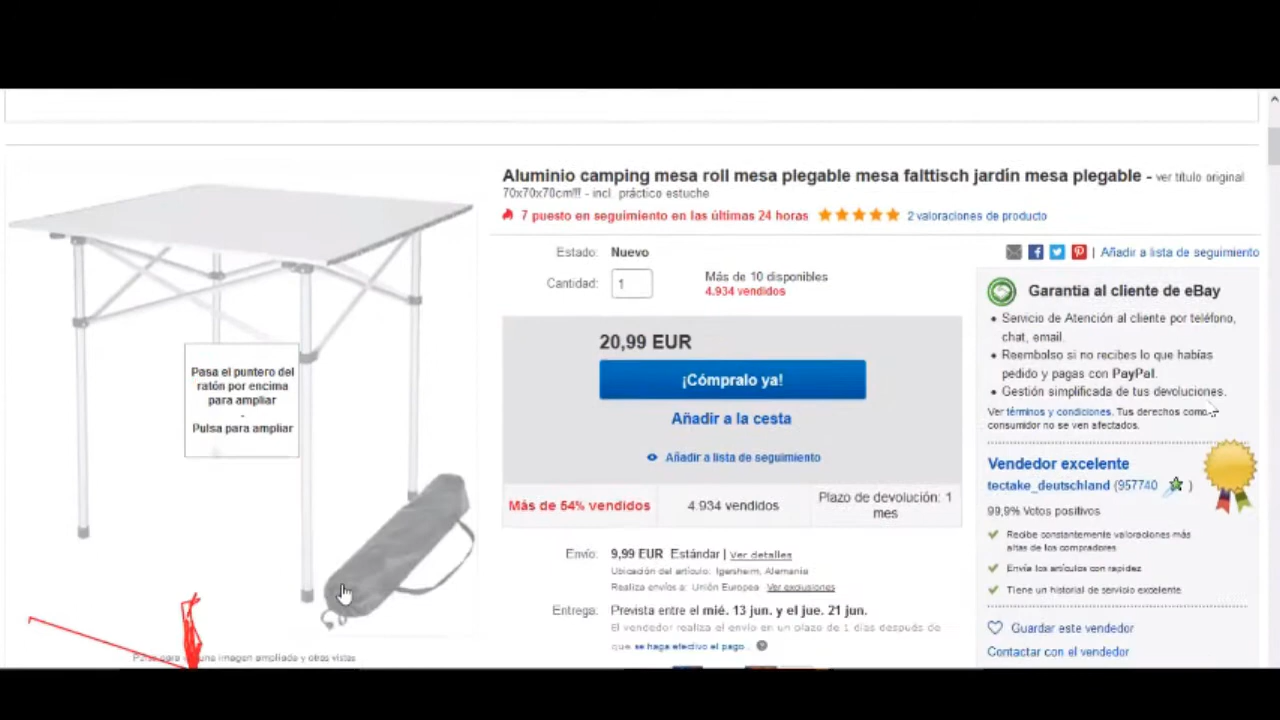 Aluminio camping mesa roll mesa plegable mesa falttisch jardín mesa plegable - ver título original
70x70x70cm!!! - incl. práctico estuche
7 puesto en seguimiento en las últimas 24 horas
2 valoraciones de producto
Estado: Nuevo
Cantidad: 1
Más de 10 disponibles
4.934 vendidos
20,99 EUR
¡Cómpralo ya!
Añadir a la cesta
Añadir a lista de seguimiento
Más de 54% vendidos
4.934 vendidos
Plazo de devolución: 1
mes
Envío: 9,99 EUR Estándar | Ver detalles
Ubicación del artículo: Igersheim, Alemania
Realiza envíos a: Unión Europea Ver exclusiones
Entrega: Prevista entre el mié. 13 jun. y el jue. 21 jun.
El vendedor realiza el envío en un plazo de 1 días después de
que se haga efectivo el pago. ?
Pasa el puntero del
ratón por encima
para ampliar
-
Pulsa para ampliar
Pulsa para una imagen ampliada y otras vistas
| Añadir a lista de seguimiento
Garantía al cliente de eBay
• Servicio de Atención al cliente por teléfono,
chat, email.
• Reembolso si no recibes lo que habías
pedido y pagas con PayPal.
• Gestión simplificada de tus devoluciones.
Ver términos y condiciones. Tus derechos como
consumidor no se ven afectados.
Vendedor excelente
tectake_deutschland (957740 )
99,9% Votos positivos
Recibe constantemente valoraciones más
altas de los compradores
Envía los artículos con rapidez
Tiene un historial de servicio excelente
Guardar este vendedor
Contactar con el vendedor